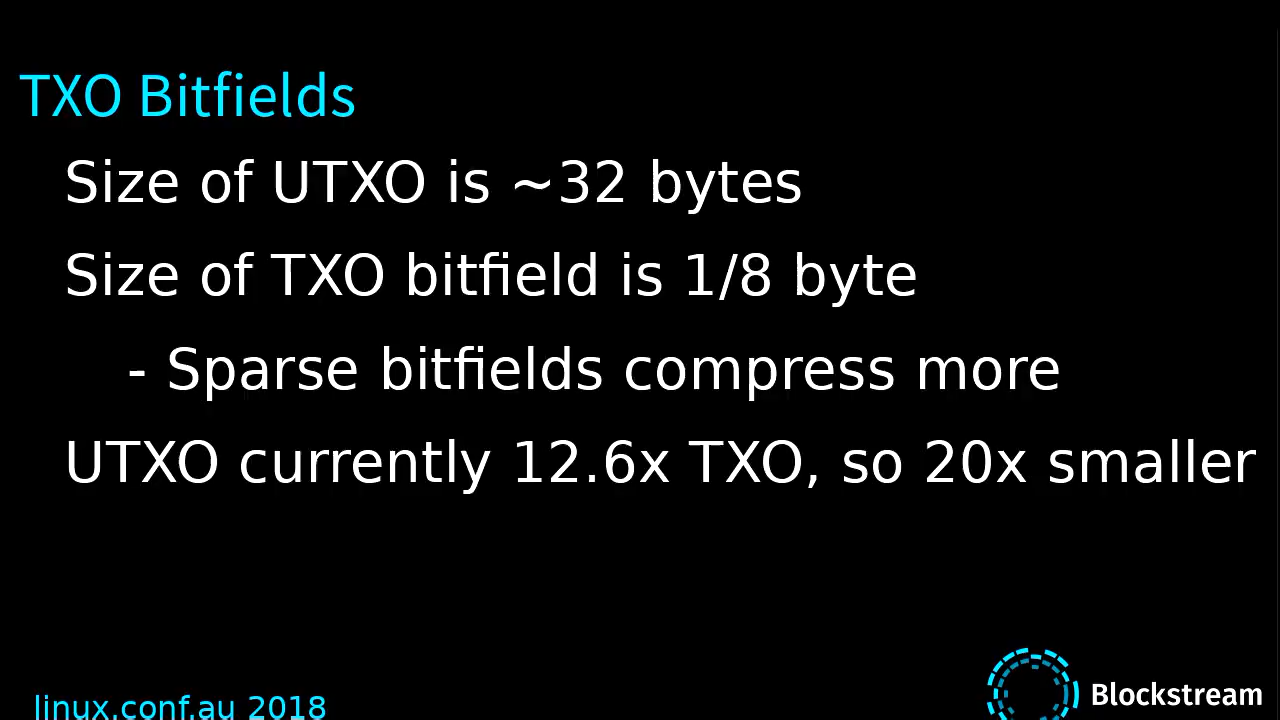 TXO Bitfields
Size of UTXO is ~32 bytes
Size of TXO bitfield is 1/8 byte
- Sparse bitfields compress more
UTXO currently 12.6x TXO, so 20x smaller
linux.conf.au 2018
Blockstream